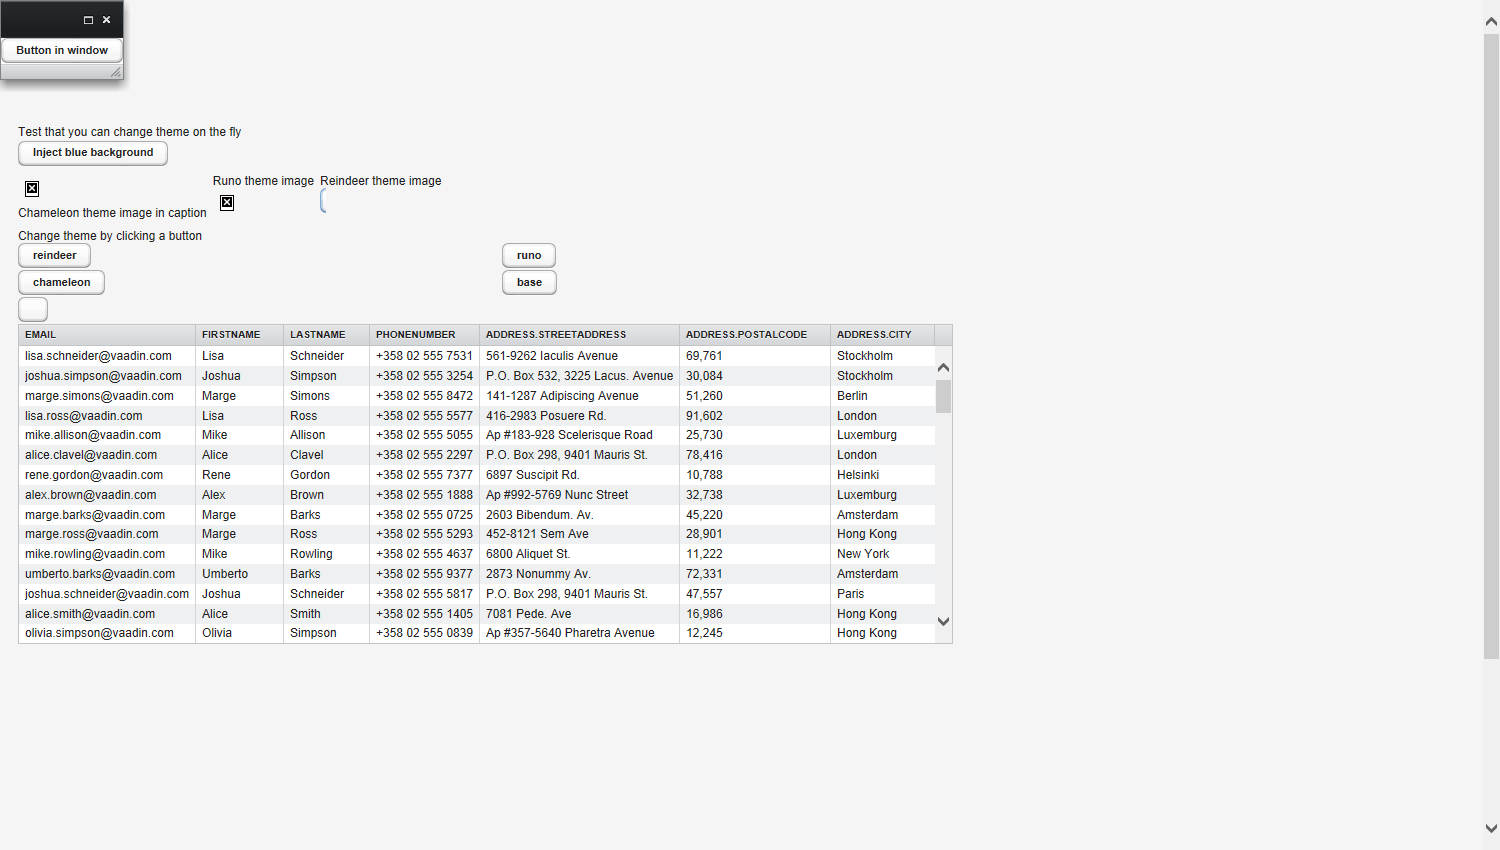 Button in window
Test that you can change theme on the fly
Inject blue background
Runo theme image Reindeer theme image
Chameleon theme image in caption
Change theme by clicking a button
reindeer runo
chameleon base
EMAIL FIRSTNAME LASTNAME PHONENUMBER ADDRESS.STREETADDRESS ADDRESS.POSTALCODE ADDRESS.CITY
lisa.schneider@vaadin.com Lisa Schneider +358 02 555 7531 561-9262 Iaculis Avenue 69,761 Stockholm
joshua.simpson@vaadin.com Joshua Simpson +358 02 555 3254 P.O. Box 532, 3225 Lacus. Avenue 30,084 Stockholm
marge.simons@vaadin.com Marge Simons +358 02 555 8472 141-1287 Adipiscing Avenue 51,260 Berlin
lisa.ross@vaadin.com Lisa Ross +358 02 555 5577 416-2983 Posuere Rd. 91,602 London
mike.allison@vaadin.com Mike Allison +358 02 555 5055 Ap #183-928 Scelerisque Road 25,730 Luxemburg
alice.clavel@vaadin.com Alice Clavel +358 02 555 2297 P.O. Box 298, 9401 Mauris St. 78,416 London
rene.gordon@vaadin.com Rene Gordon +358 02 555 7377 6897 Suscipit Rd. 10,788 Helsinki
alex.brown@vaadin.com Alex Brown +358 02 555 1888 Ap #992-5769 Nunc Street 32,738 Luxemburg
marge.barks@vaadin.com Marge Barks +358 02 555 0725 2603 Bibendum. Av. 45,220 Amsterdam
marge.ross@vaadin.com Marge Ross +358 02 555 5293 452-8121 Sem Ave 28,901 Hong Kong
mike.rowling@vaadin.com Mike Rowling +358 02 555 4637 6800 Aliquet St. 11,222 New York
umberto.barks@vaadin.com Umberto Barks +358 02 555 9377 2873 Nonummy Av. 72,331 Amsterdam
joshua.schneider@vaadin.com Joshua Schneider +358 02 555 5817 P.O. Box 298, 9401 Mauris St. 47,557 Paris
alice.smith@vaadin.com Alice Smith +358 02 555 1405 7081 Pede. Ave 16,986 Hong Kong
olivia.simpson@vaadin.com Olivia Simpson +358 02 555 0839 Ap #357-5640 Pharetra Avenue 12,245 Hong Kong